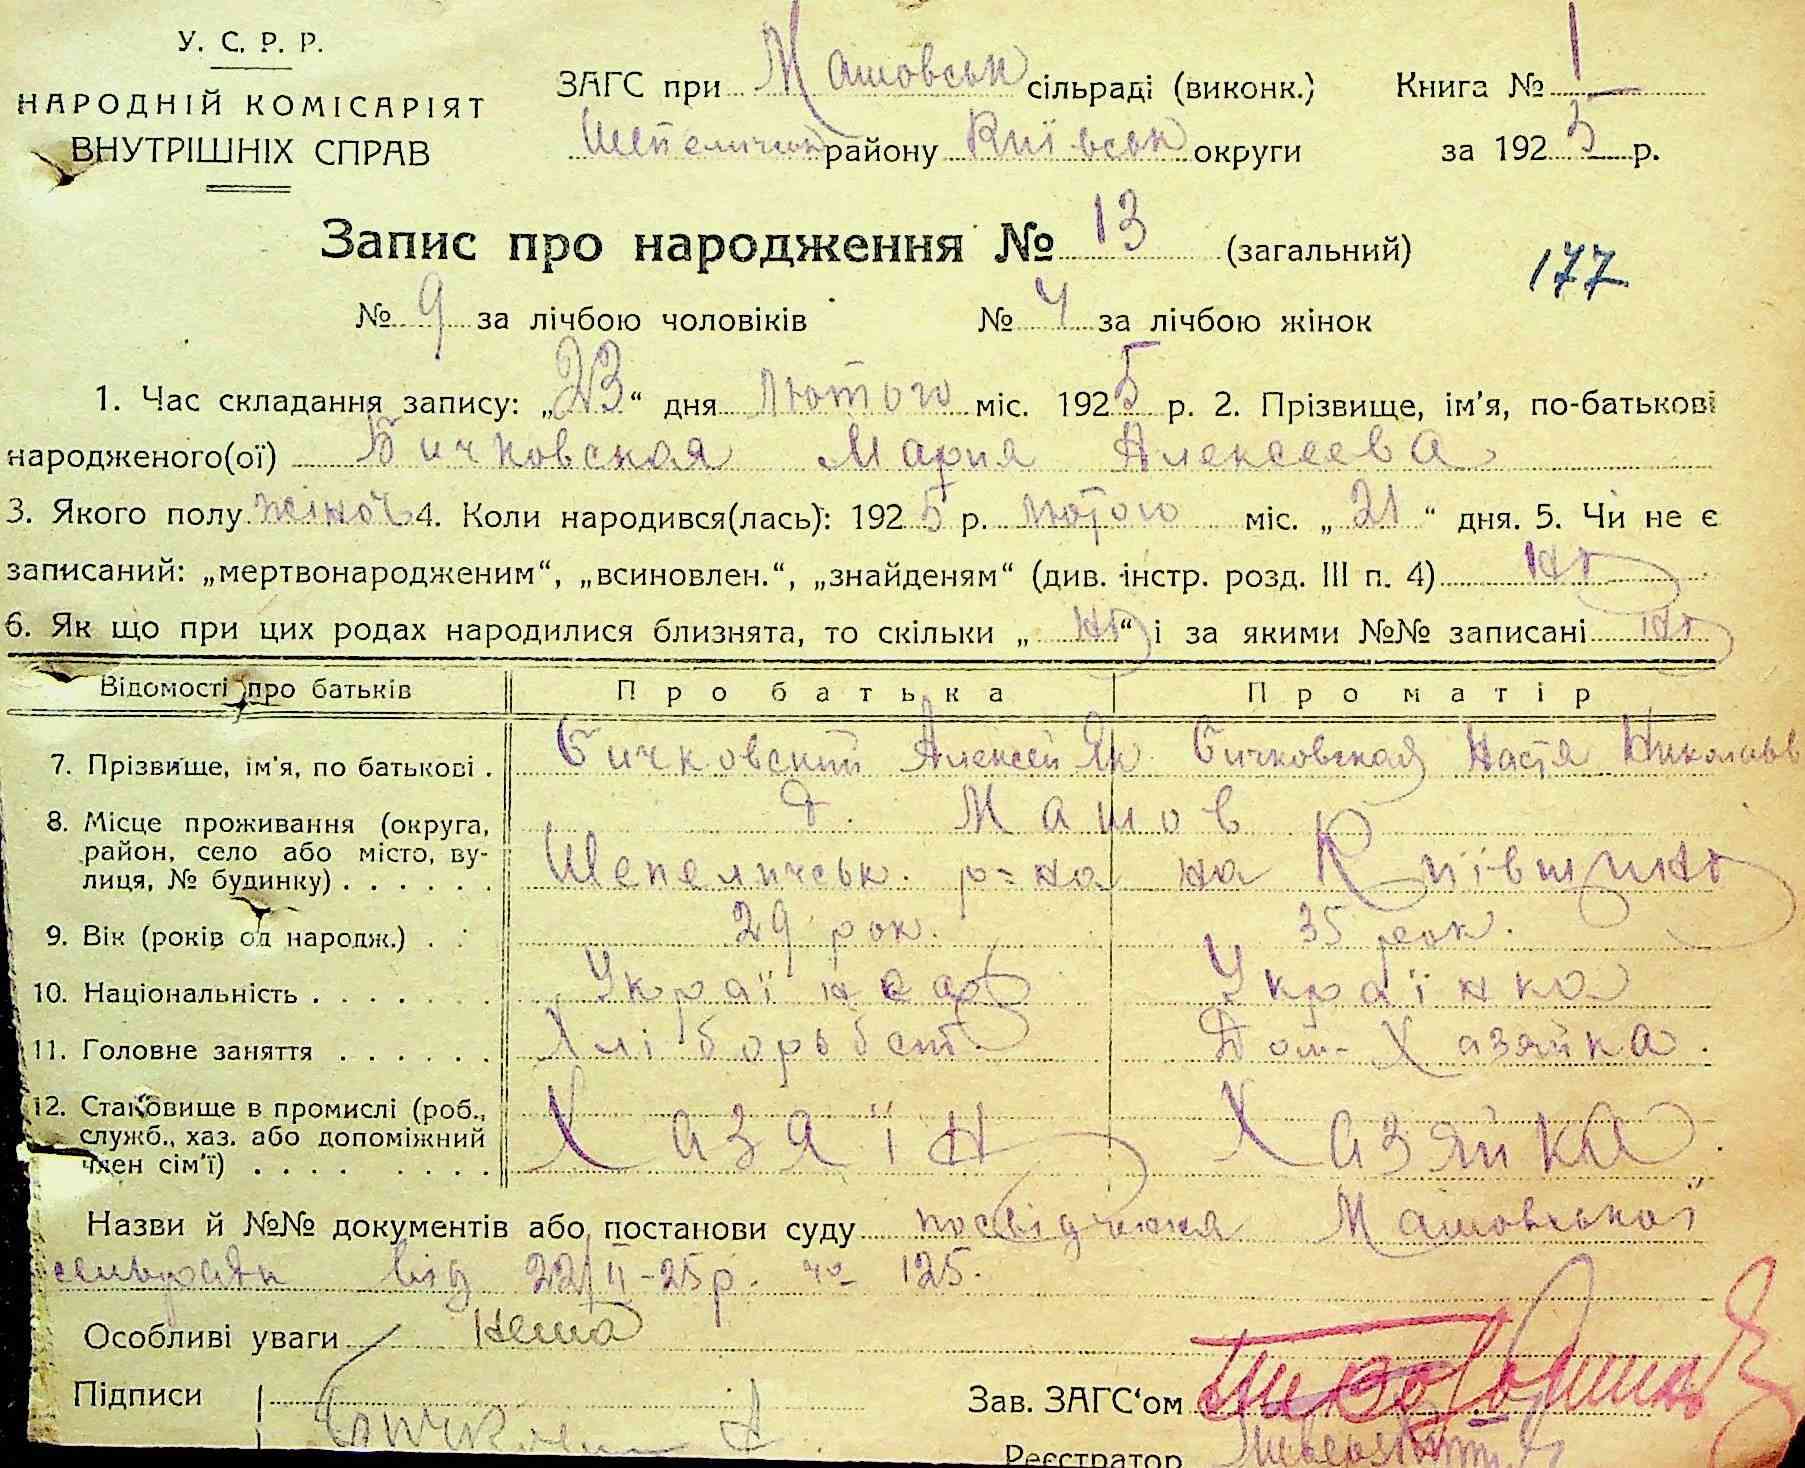 У. С. Р. Р.
НАРОДНІЙ КОМІСАРІЯТ
ВНУТРІШНІХ СПРАВ
ЗАГС при Машовськ сільраді (виконк.) Книга № 1
Шепелицьк району Київськ округи за 1925 р.
Запис про народження № 13 (загальний)
177
№ 9 за лічбою чоловіків № 4 за лічбою жінок
1. Час складання запису: „23“ дня Лютого міс. 1925 р. 2. Прізвище, ім'я, по-батькові
народженого(ої) Бичковская Мария Алексеева
3. Якого полу жіноч 4. Коли народився(лась): 1925 р. лютого міс. „21“ дня. 5. Чи не є
записаний: „мертвонародженим“, „всиновлен.“, „знайденям“ (див. інстр. розд. III п. 4) ні
6. Як що при цих родах народилися близнята, то скільки „ні“ і за якими №№ записані ні
Відомості про батьків Про батька Про матір
7. Прізвище, ім'я, по батькові . Бичковский Алексей Як Бичковская Настя Николаев
8. Місце проживання (округа, район, село або місто, вулиця, № будинку) . . . . . . д. Машов
Шепеличськ. р-на на Київщині
9. Вік (років од народж.) . . 29 рок. 35 рок.
10. Національність . . . . . . . Українець Українка
11. Головне заняття . . . . . . Хліборобст. Дом-Хазяйка.
12. Становище в промислі (роб., служб., хаз. або допоміжний член сім'ї) . . . . . . . . Хазяїн Хазяйка.
Назви й №№ документів або постанови суду посвідчення Машовської
сельради від 22/II-25р. №125.
Особливі уваги Нема
Підписи Зав. ЗАГС'ом
Реєстратор